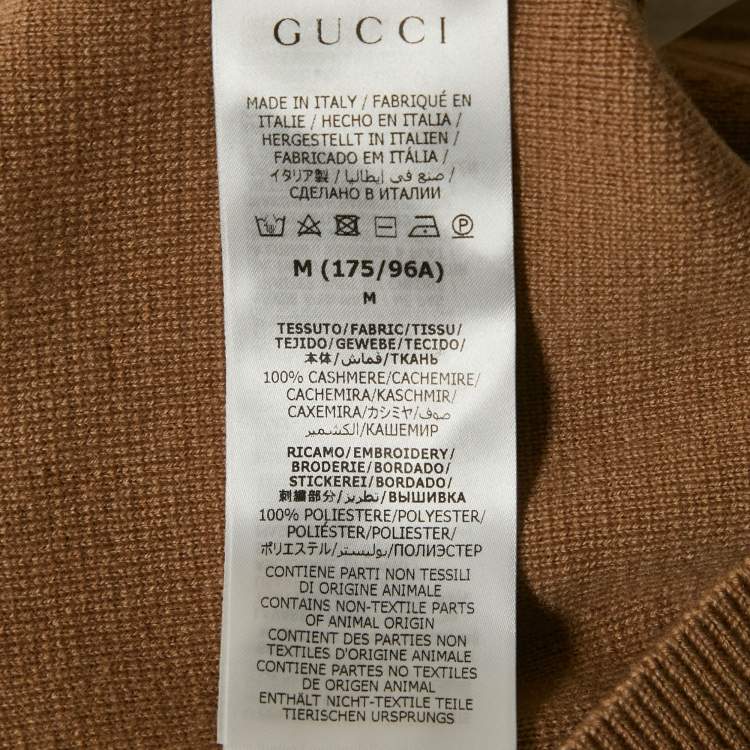 GUCCI
MADE IN ITALY / FABRIQUÉ EN
ITALIE / HECHO EN ITALIA /
HERGESTELLT IN ITALIEN /
FABRICADO EM ITÁLIA /
イタリア製 / صنع في إيطاليا /
СДЕЛАНО В ИТАЛИИ
P
M (175/96A)
M
TESSUTO/FABRIC/TISSU/
TEJIDO/GEWEBE/TECIDO/
本体/قماش/ТКАНЬ
100% CASHMERE/CACHEMIRE/
CACHEMIRA/KASCHMIR/
CAXEMIRA/カシミヤ/صوف
الكشمير/КАШЕМИР
RICAMO/EMBROIDERY/
BRODERIE/BORDADO/
STICKEREI/BORDADO/
刺繍部分/تطريز/ВЫШИВКА
100% POLIESTERE/POLYESTER/
POLIÉSTER/POLIESTER/
ポリエステル/بوليستر/ПОЛИЭСТЕР
CONTIENE PARTI NON TESSILI
DI ORIGINE ANIMALE
CONTAINS NON-TEXTILE PARTS
OF ANIMAL ORIGIN
CONTIENT DES PARTIES NON
TEXTILES D'ORIGINE ANIMALE
CONTIENE PARTES NO TEXTILES
DE ORIGEN ANIMAL
ENTHÄLT NICHT-TEXTILE TEILE
TIERISCHEN URSPRUNGS